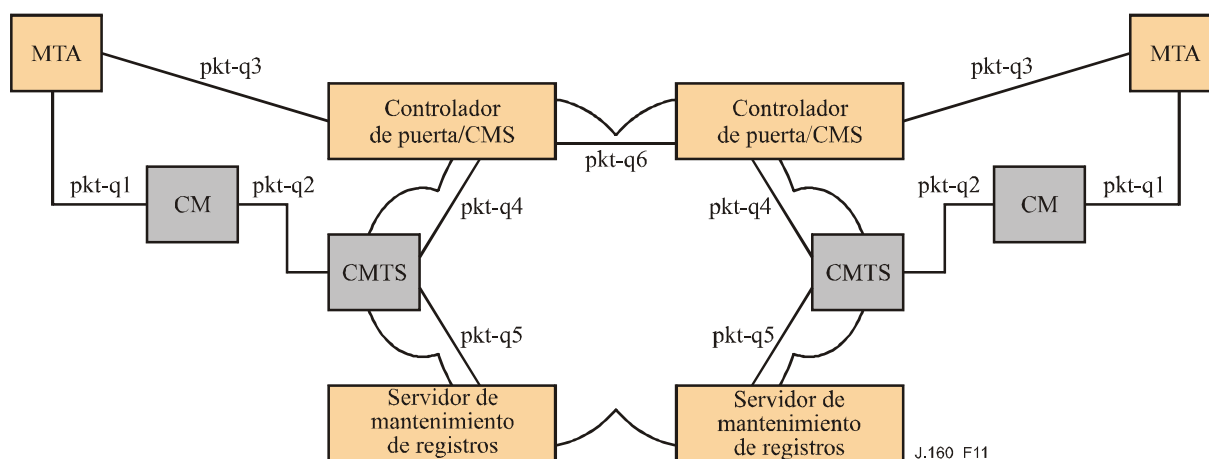 MTA
pkt-q3
pkt-q3
MTA
Controlador
de puerta/CMS
Controlador
de puerta/CMS
pkt-q6
pkt-q1
CM
pkt-q2
pkt-q4
pkt-q4
pkt-q2
CM
pkt-q1
CMTS
CMTS
pkt-q5
pkt-q5
Servidor de
mantenimiento
de registros
Servidor de
mantenimiento
de registros
J.160_F11